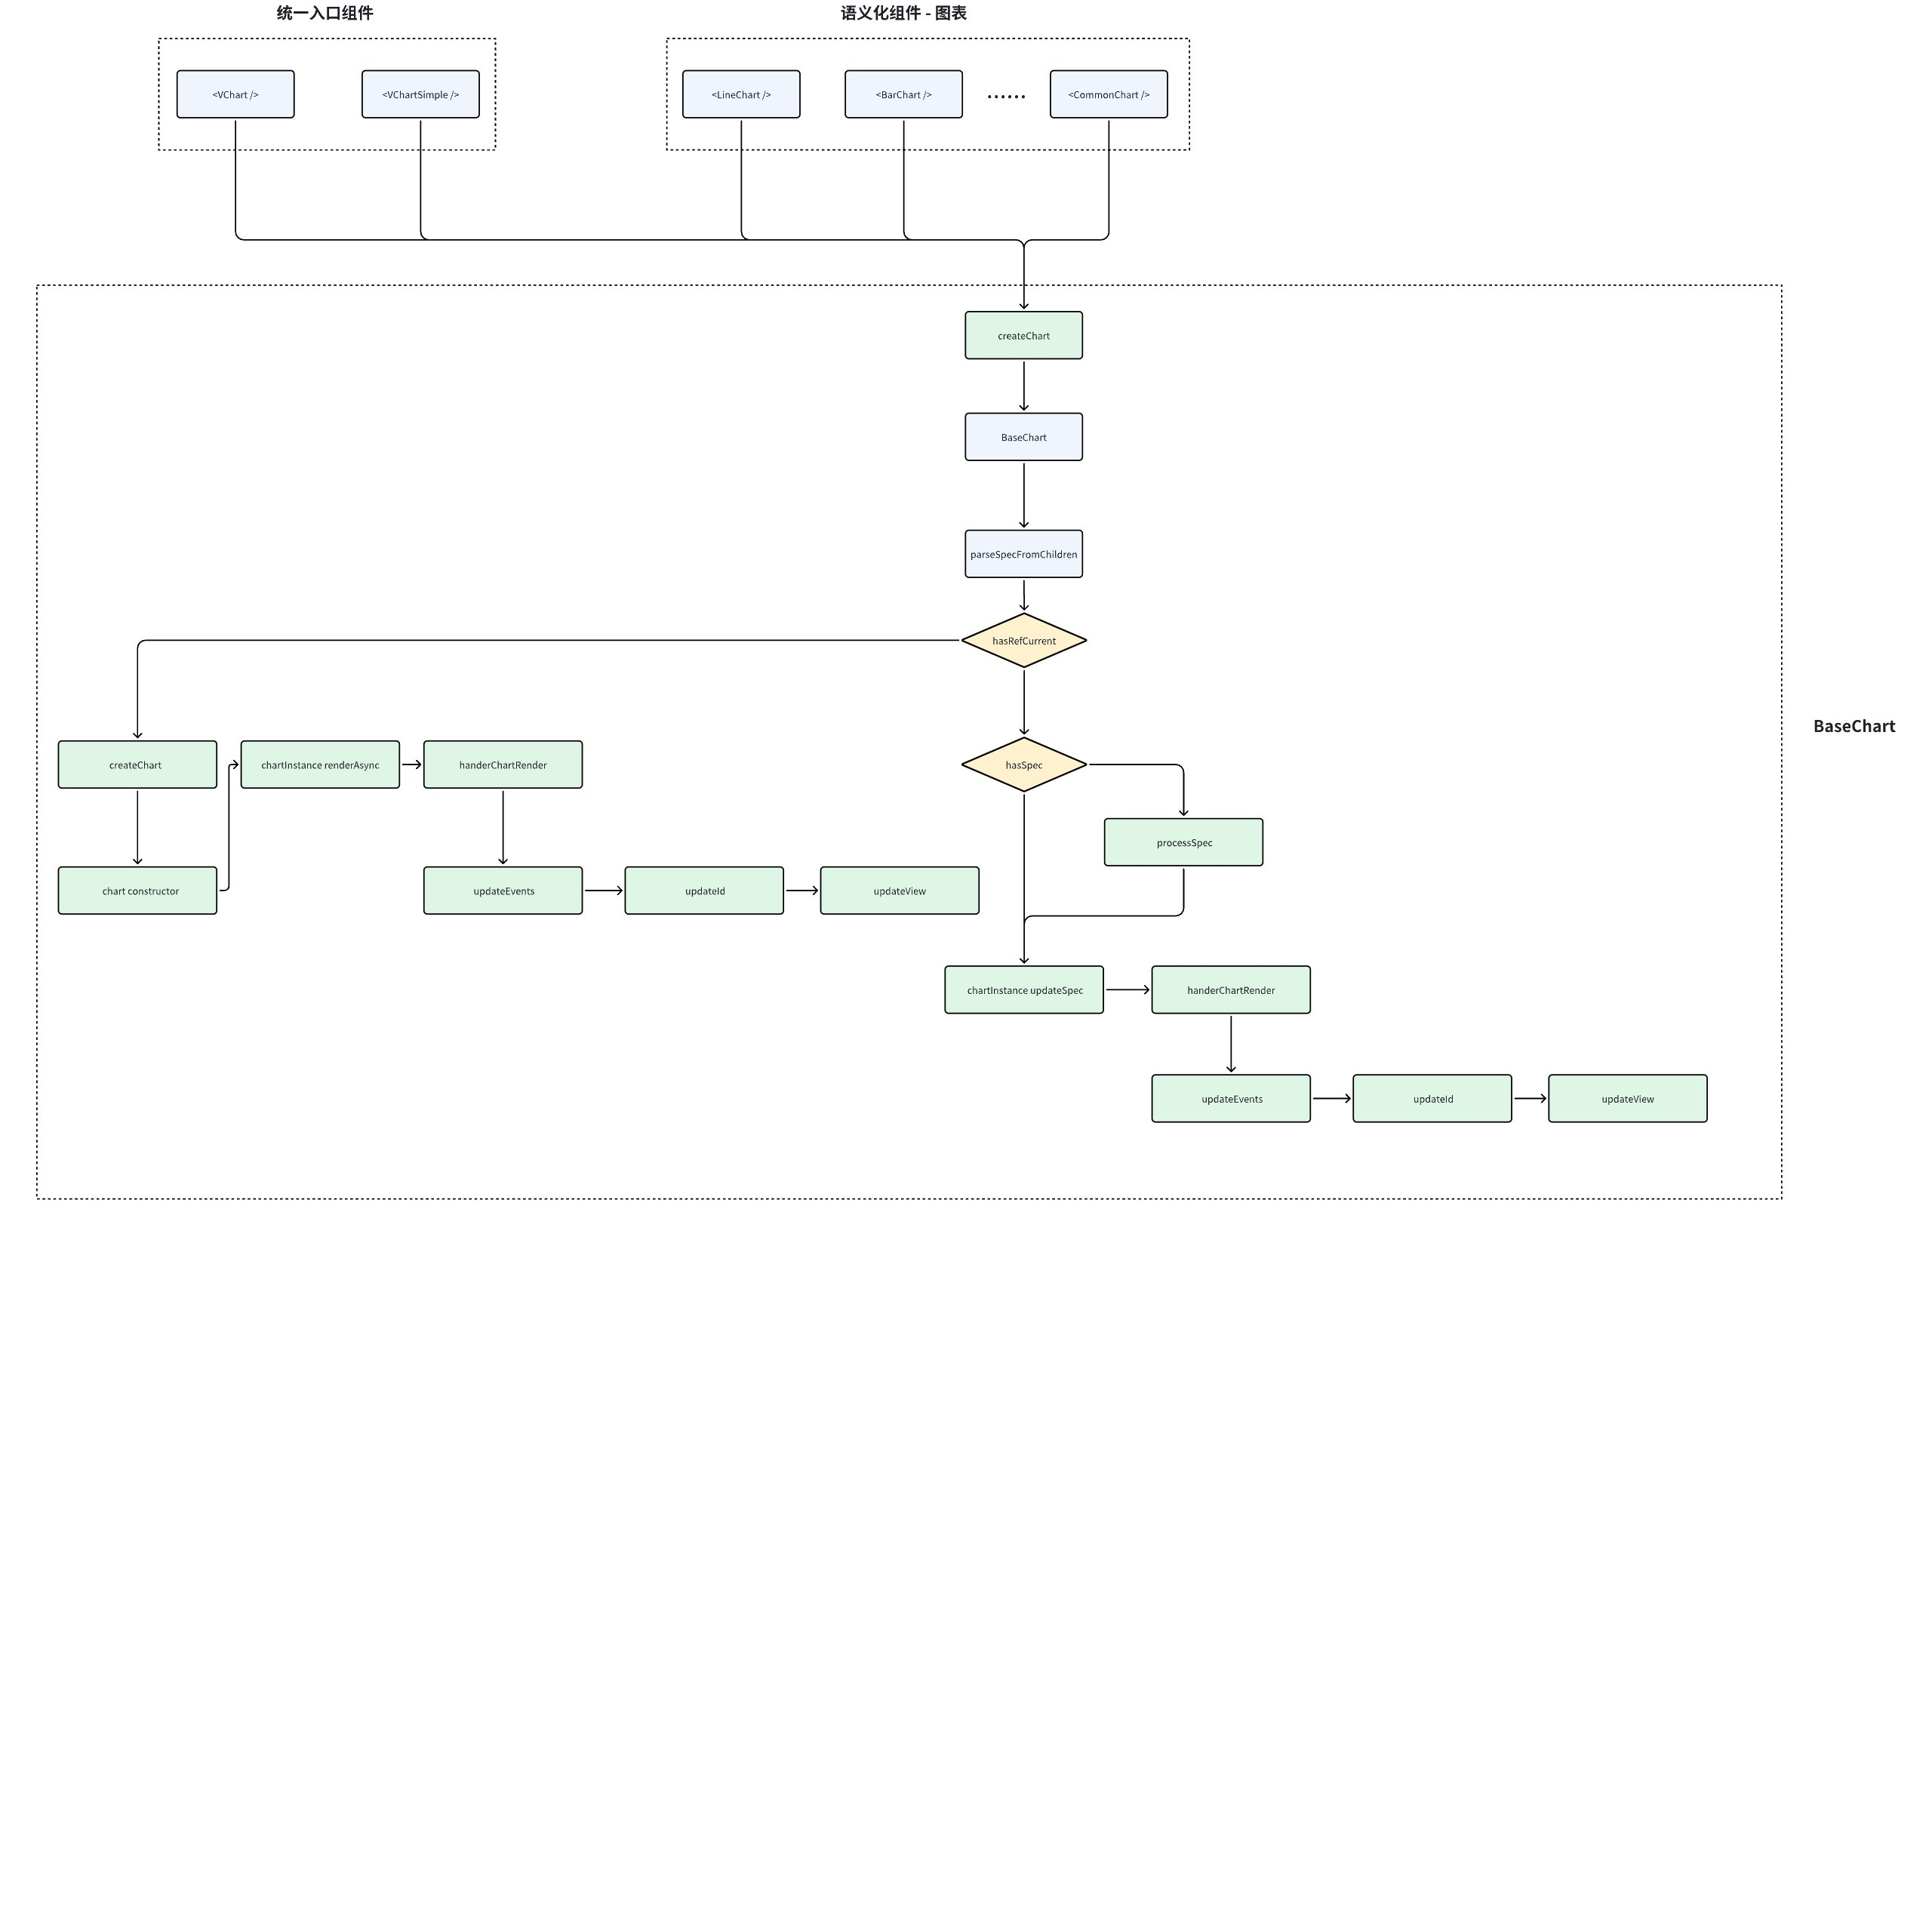 统一入口组件
语义化组件 - 图表
<VChart />
<VChartSimple />
<LineChart />
<BarChart />
......
<CommonChart />
createChart
BaseChart
parseSpecFromChildren
hasRefCurrent
BaseChart
createChart
chartInstance renderAsync
handerChartRender
hasSpec
processSpec
chart constructor
updateEvents
updateId
updateView
chartInstance updateSpec
handerChartRender
updateEvents
updateId
updateView